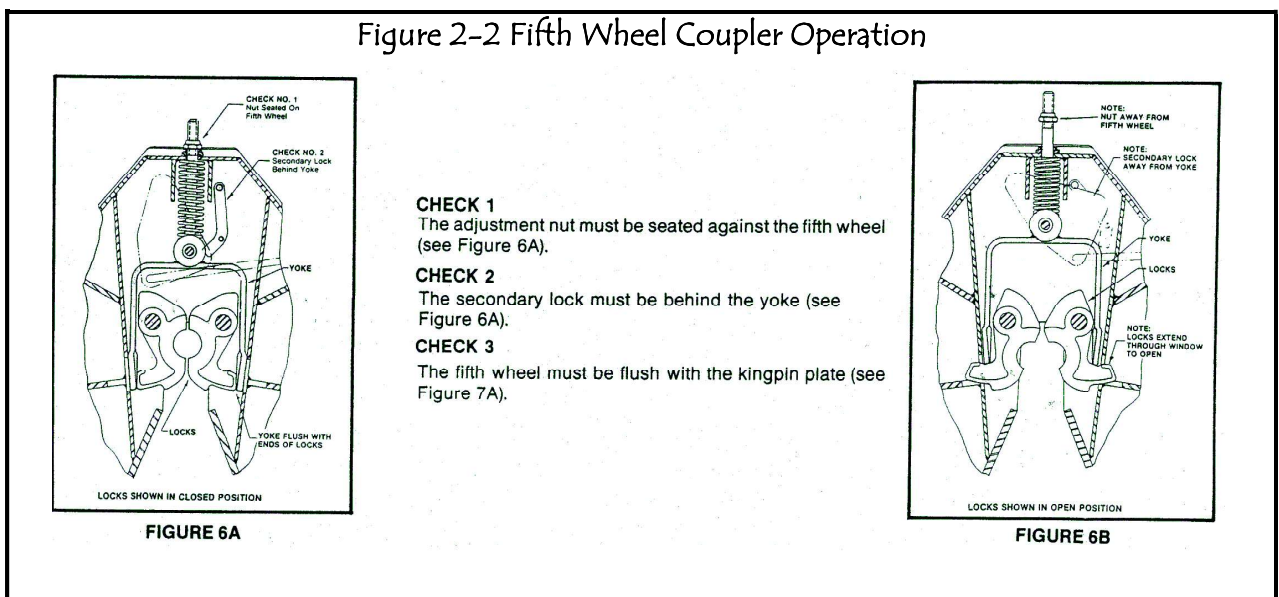 Figure 2-2 Fifth Wheel Coupler Operation
CHECK NO. 1
Nut Seated On
Fifth Wheel
CHECK NO. 2
Secondary Lock
Behind Yoke
YOKE
LOCKS
YOKE FLUSH WITH
ENDS OF LOCKS
LOCKS SHOWN IN CLOSED POSITION
FIGURE 6A
CHECK 1
The adjustment nut must be seated against the fifth wheel
(see Figure 6A).
CHECK 2
The secondary lock must be behind the yoke (see
Figure 6A).
CHECK 3
The fifth wheel must be flush with the kingpin plate (see
Figure 7A).
NOTE:
NUT AWAY FROM
FIFTH WHEEL
NOTE:
SECONDARY LOCK
AWAY FROM YOKE
YOKE
LOCKS
NOTE:
LOCKS EXTEND
THROUGH WINDOW
TO OPEN
LOCKS SHOWN IN OPEN POSITION
FIGURE 6B